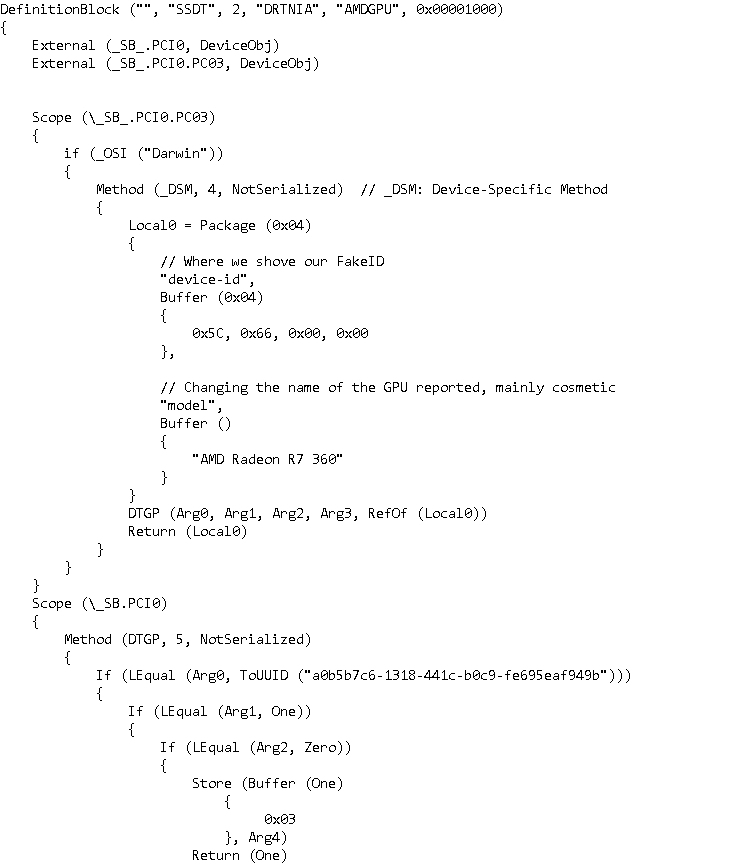 DefinitionBlock ("", "SSDT", 2, "DRTNIA", "AMDGPU", 0x00001000)
{
    External (_SB_.PCI0, DeviceObj)
    External (_SB_.PCI0.PC03, DeviceObj)

    Scope (\_SB_.PCI0.PC03)
    {
        if (_OSI ("Darwin"))
        {
            Method (_DSM, 4, NotSerialized)  // _DSM: Device-Specific Method
            {
                Local0 = Package (0x04)
                {
                    // Where we shove our FakeID
                    "device-id",
                    Buffer (0x04)
                    {
                        0x5C, 0x66, 0x00, 0x00
                    },

                    // Changing the name of the GPU reported, mainly cosmetic
                    "model",
                    Buffer ()
                    {
                        "AMD Radeon R7 360"
                    }
                }
                DTGP (Arg0, Arg1, Arg2, Arg3, RefOf (Local0))
                Return (Local0)
            }
        }
    }
    Scope (\_SB.PCI0)
    {
        Method (DTGP, 5, NotSerialized)
        {
            If (LEqual (Arg0, ToUUID ("a0b5b7c6-1318-441c-b0c9-fe695eaf949b")))
            {
                If (LEqual (Arg1, One))
                {
                    If (LEqual (Arg2, Zero))
                    {
                        Store (Buffer (One)
                            {
                                 0x03
                            }, Arg4)
                        Return (One)